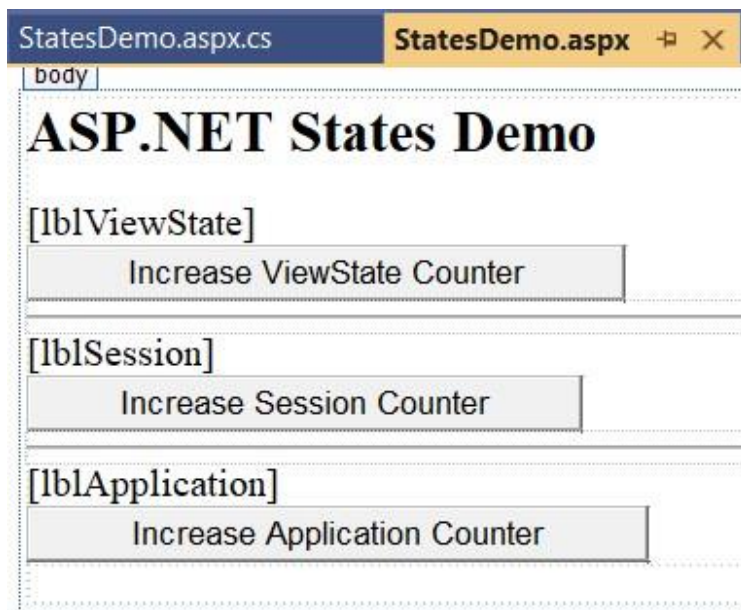 StatesDemo.aspx.cs StatesDemo.aspx
body
ASP.NET States Demo
[lblViewState]
Increase ViewState Counter
[lblSession]
Increase Session Counter
[lblApplication]
Increase Application Counter